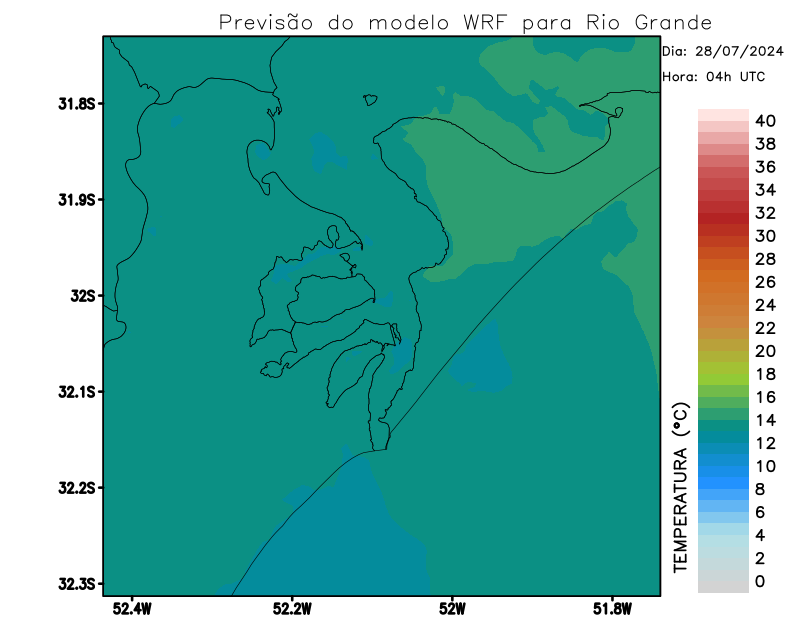 Previsão do modelo WRF para Rio Grande
Dia: 28/07/2024
Hora: 04h UTC
31.8S
31.9S
32S
32.1S
32.2S
32.3S
52.4W
52.2W
52W
51.8W
TEMPERATURA (°C)
40
38
36
34
32
30
28
26
24
22
20
18
16
14
12
10
8
6
4
2
0